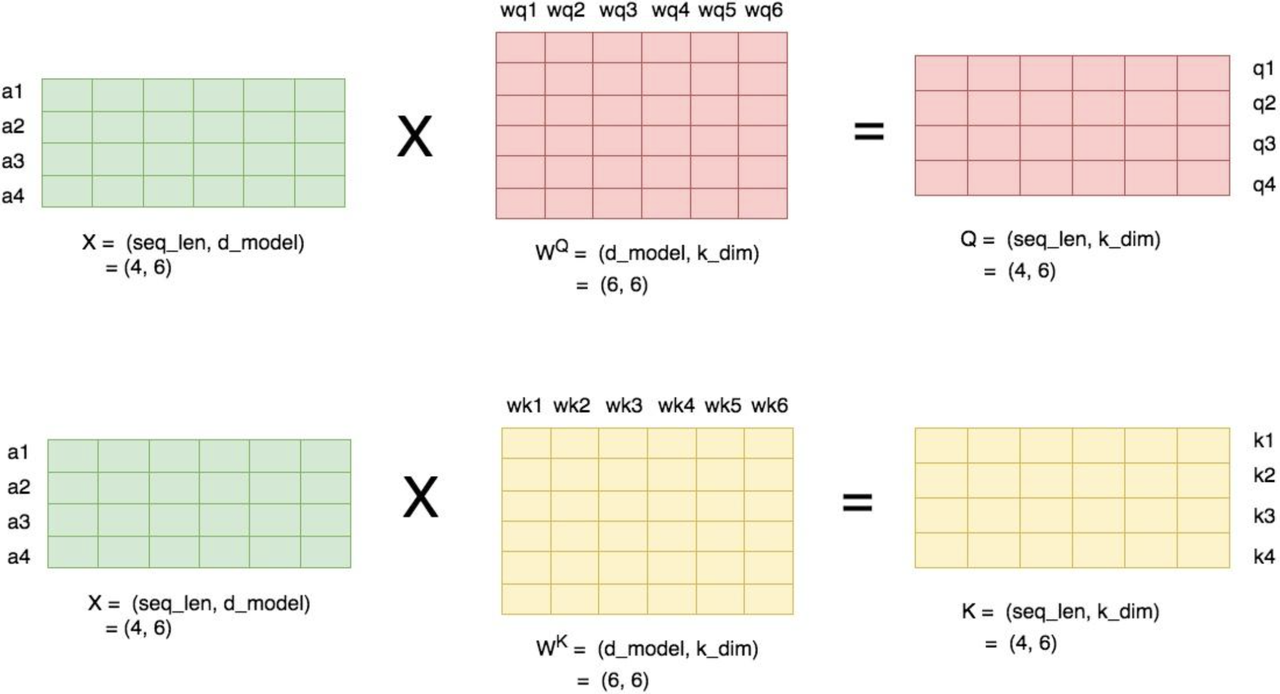 wq1 wq2 wq3 wq4 wq5 wq6
a1
a2
a3
a4
X
=
q1
q2
q3
q4
X = (seq_len, d_model)
= (4, 6)
W^Q = (d_model, k_dim)
= (6, 6)
Q = (seq_len, k_dim)
= (4, 6)
wk1 wk2 wk3 wk4 wk5 wk6
a1
a2
a3
a4
X
=
k1
k2
k3
k4
X = (seq_len, d_model)
= (4, 6)
W^K = (d_model, k_dim)
= (6, 6)
K = (seq_len, k_dim)
= (4, 6)